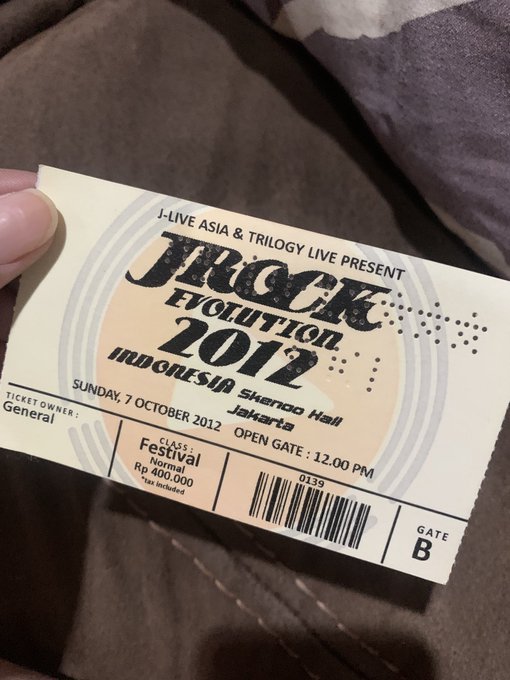 J-LIVE ASIA & TRILOGY LIVE PRESENT
JROCK
EVOLUTION
2012
INDONESIA Skenoo Hall
Jakarta
SUNDAY, 7 OCTOBER 2012 OPEN GATE : 12.00 PM
TICKET OWNER :
General
CLASS :
Festival
Normal
Rp 400.000
*tax included
0139
GATE
B